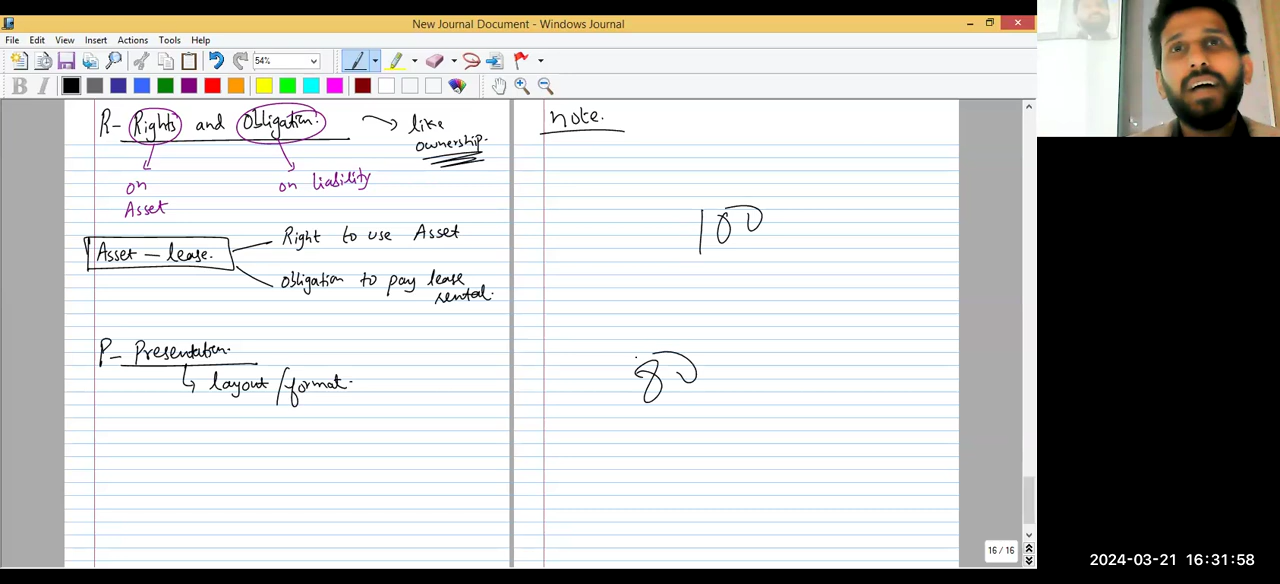 New Journal Document - Windows Journal
File Edit View Insert Actions Tools Help
54%
B I
R- Rights and Obligation: like
ownership.
on on liability
Asset
Asset - lease. Right to use Asset
Obligation to pay lease
rental.
P- Presentation.
layout/format.
note.
100
80
16 / 16
2024-03-21 16:31:58